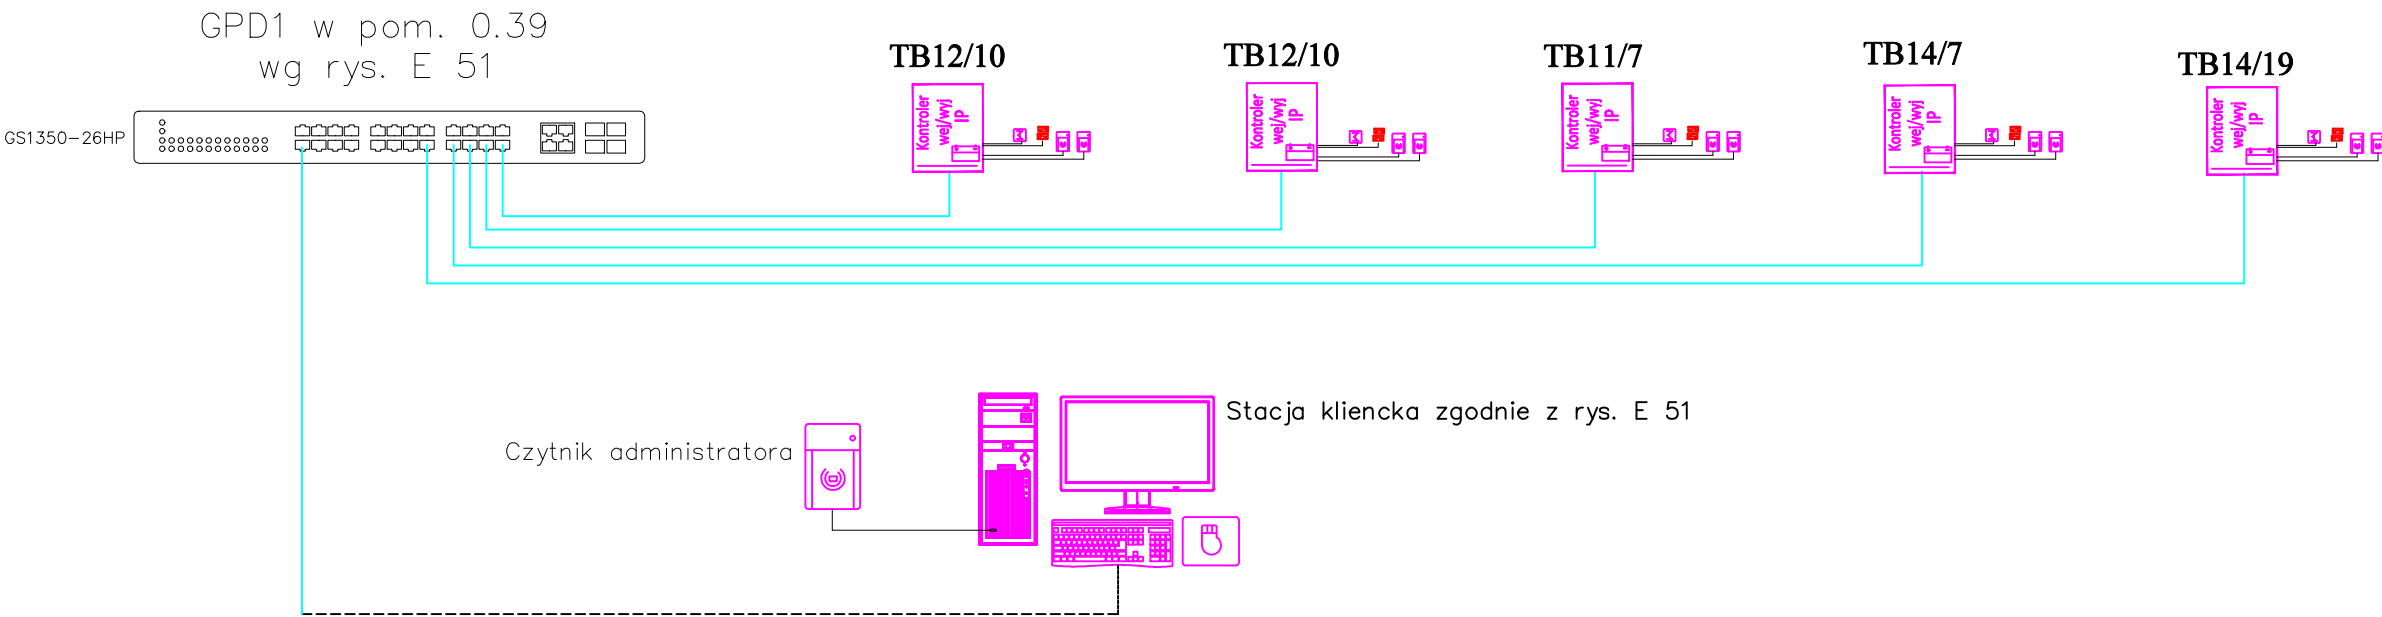 GPD1 w pom. 0.39
wg rys. E 51
GS1350-26HP
TB12/10
TB12/10
TB11/7
TB14/7
TB14/19
Kontroler
wej/wyj
IP
Kontroler
wej/wyj
IP
Kontroler
wej/wyj
IP
Kontroler
wej/wyj
IP
Kontroler
wej/wyj
IP
Stacja kliencka zgodnie z rys. E 51
Czytnik administratora